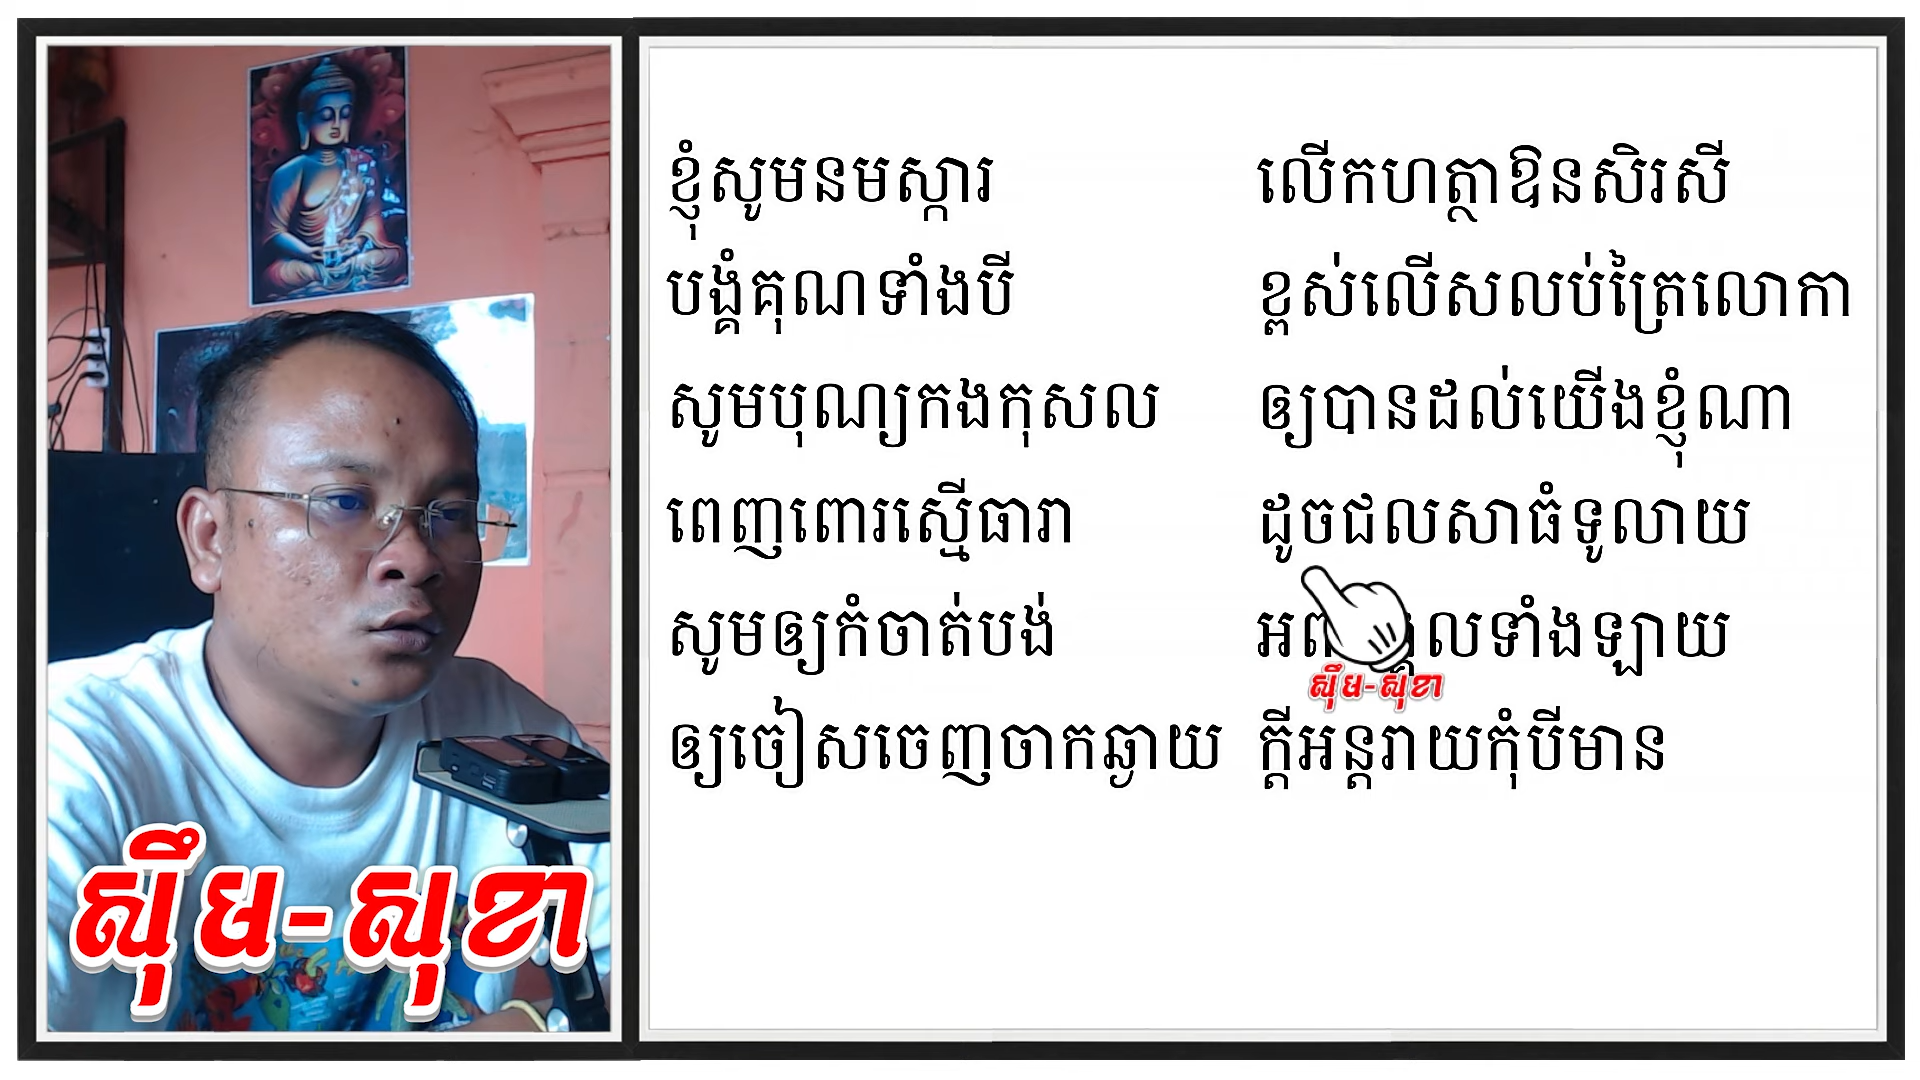 ខ្ញុំសូមនមស្ការ លើកហត្ថាឱនសិរសី
បង្គំគុណទាំងបី ខ្ពស់លើសលប់ត្រៃលោកា
សូមបុណ្យកងកុសល ឲ្យបានដល់យើងខ្ញុំណា
ពេញពោរស្មើធារា ដូចជលសាធំទូលាយ
សូមឲ្យកំចាត់បង់ ទាំងឡាយ
ស៊ឹម-សុខា
ឲ្យចៀសចេញចាកឆ្ងាយ ក្ដីអន្តរាយកុំបីមាន
ស៊ឹម-សុខា